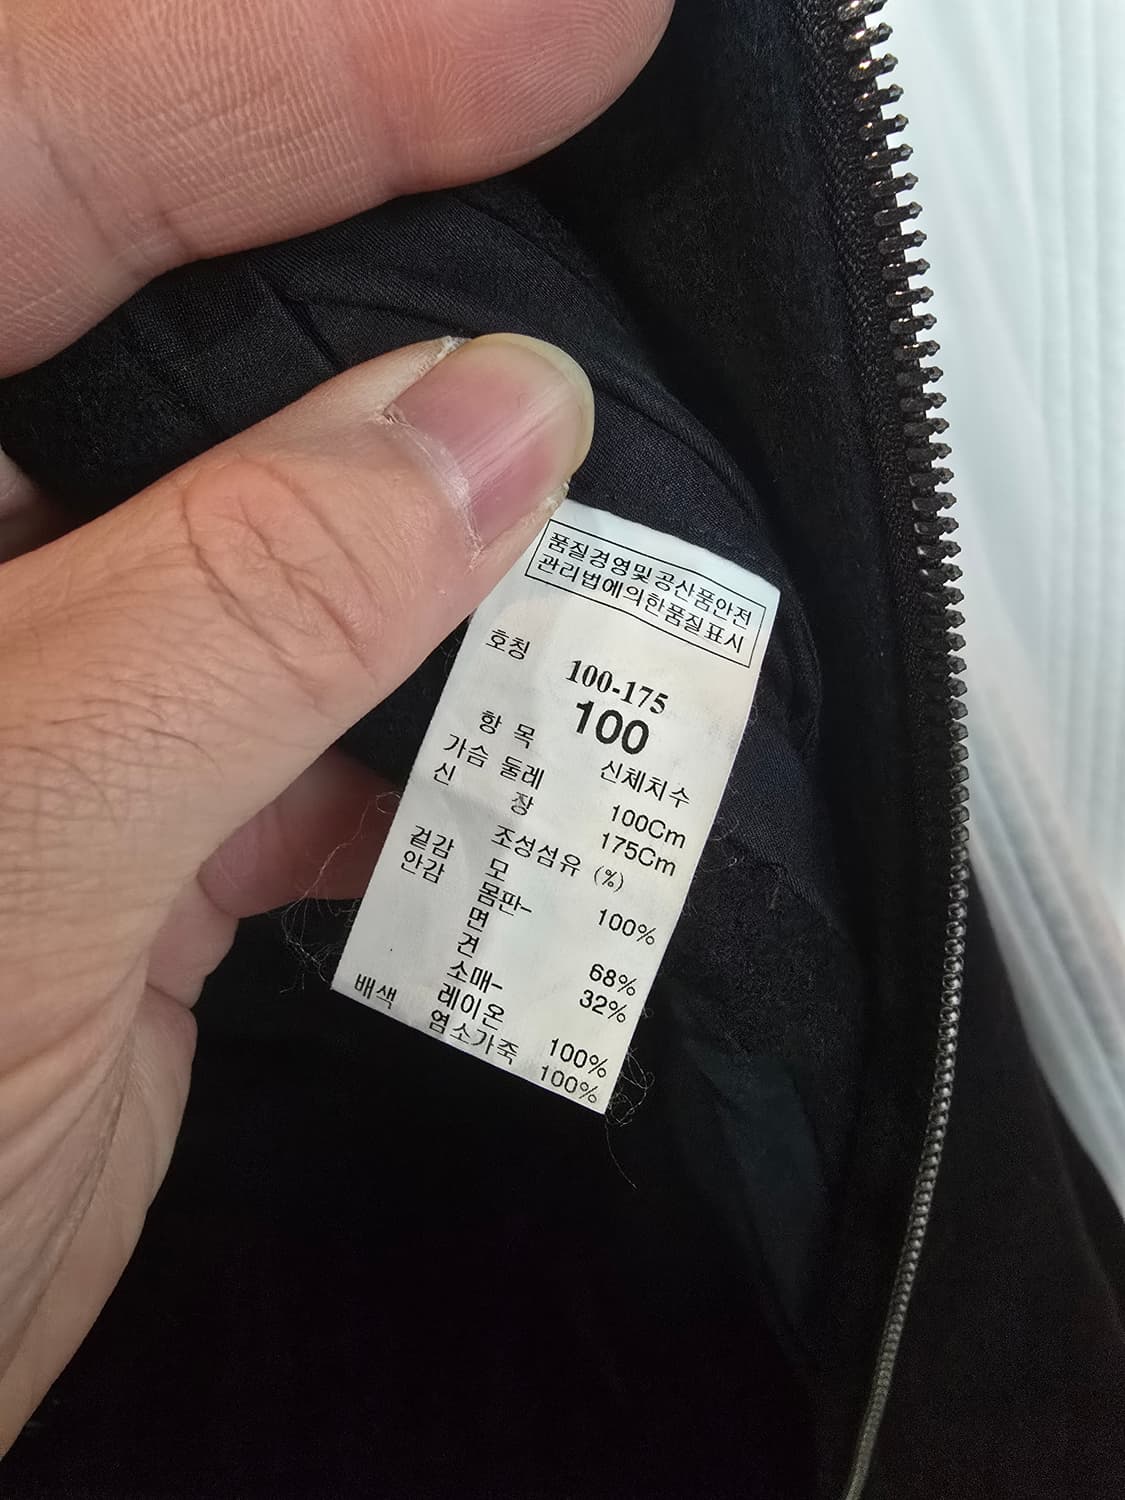 품질경영및공산품안전
관리법에의한품질표시
호칭 100-175
100
항 목 신체치수
가슴 둘레 100Cm
신 장 175Cm
조성섬유 (%)
겉감 모 100%
안감 몸판-
면 68%
견 32%
소매-
레이온 100%
배색 염소가죽 100%